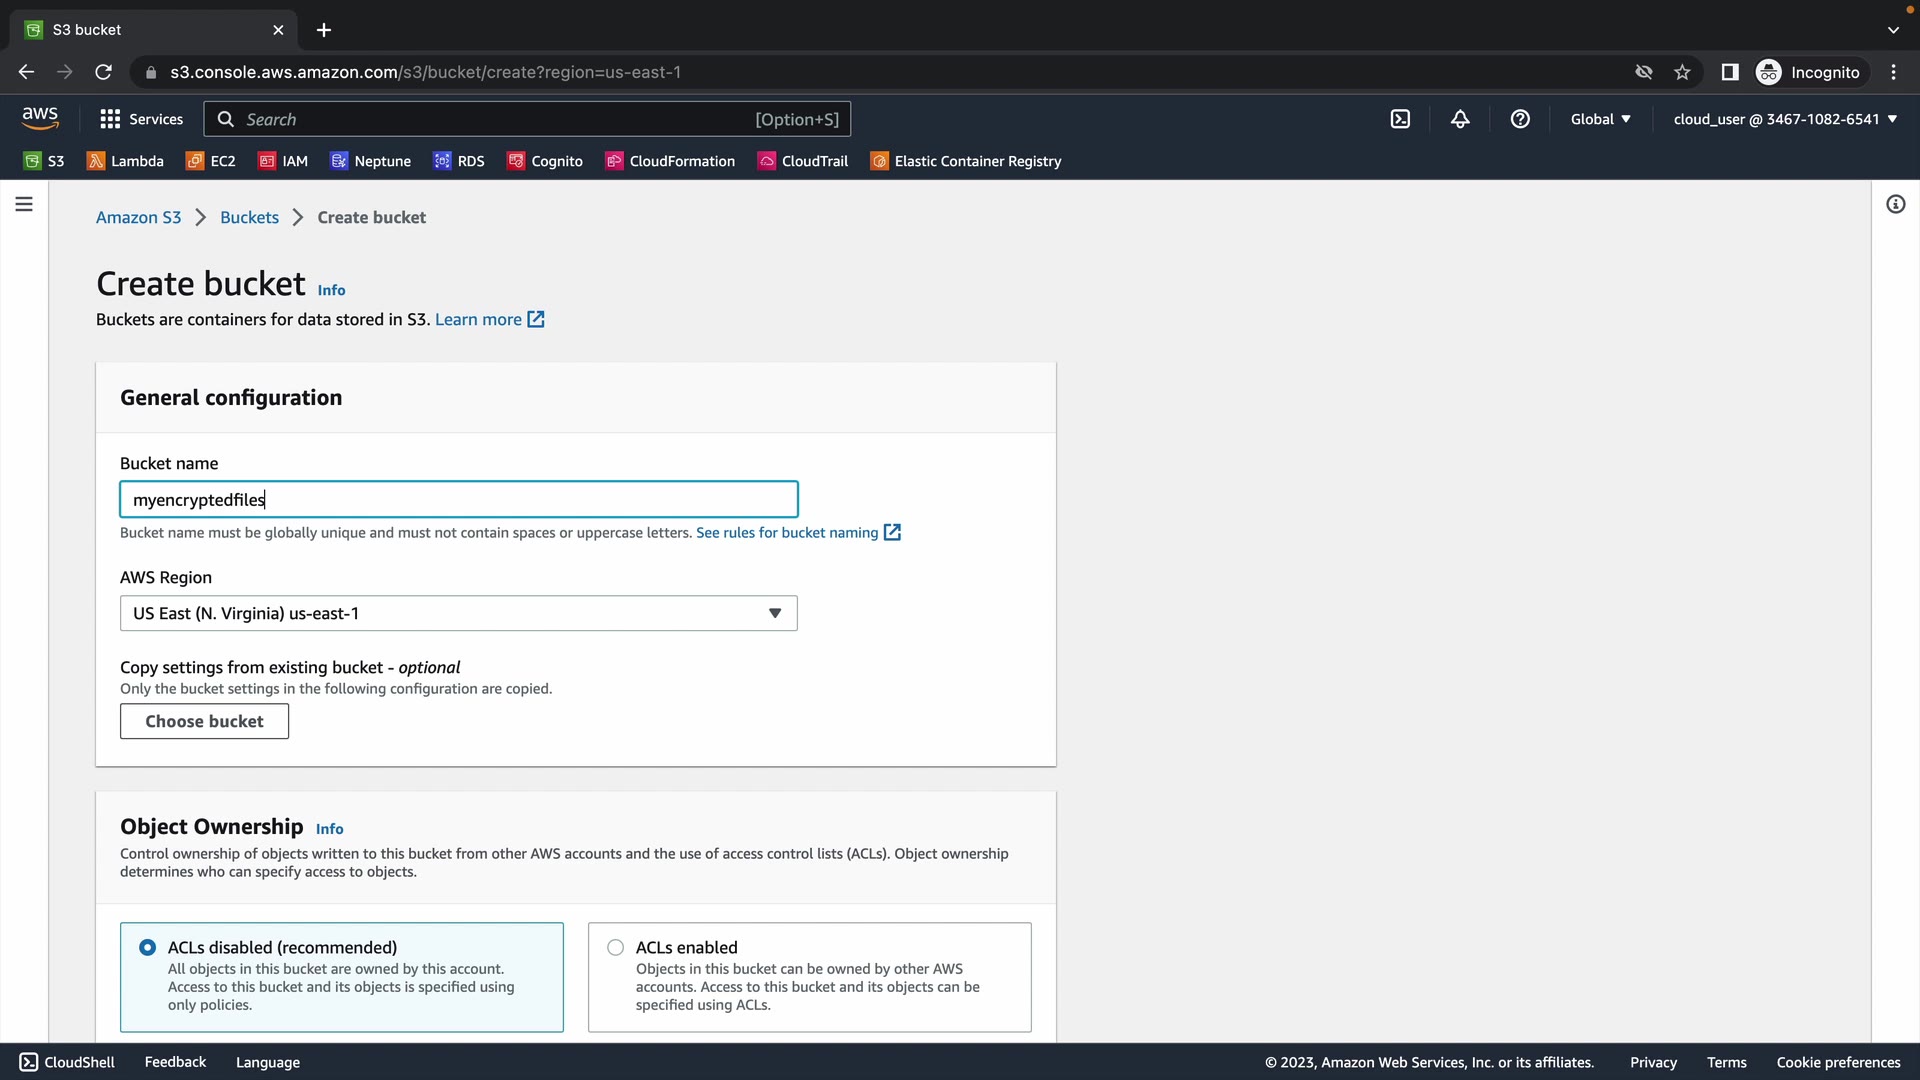 S3 bucket
s3.console.aws.amazon.com/s3/bucket/create?region=us-east-1
Incognito
aws
Services
Search
[Option+S]
Global
cloud_user @ 3467-1082-6541
S3
Lambda
EC2
IAM
Neptune
RDS
Cognito
CloudFormation
CloudTrail
Elastic Container Registry
Amazon S3
Buckets
Create bucket
Create bucket Info
Buckets are containers for data stored in S3. Learn more
General configuration
Bucket name
myencryptedfiles
Bucket name must be globally unique and must not contain spaces or uppercase letters. See rules for bucket naming
AWS Region
US East (N. Virginia) us-east-1
Copy settings from existing bucket - optional
Only the bucket settings in the following configuration are copied.
Choose bucket
Object Ownership Info
Control ownership of objects written to this bucket from other AWS accounts and the use of access control lists (ACLs). Object ownership
determines who can specify access to objects.
ACLs disabled (recommended)
All objects in this bucket are owned by this account.
Access to this bucket and its objects is specified using
only policies.
ACLs enabled
Objects in this bucket can be owned by other AWS
accounts. Access to this bucket and its objects can be
specified using ACLs.
CloudShell
Feedback
Language
© 2023, Amazon Web Services, Inc. or its affiliates.
Privacy
Terms
Cookie preferences